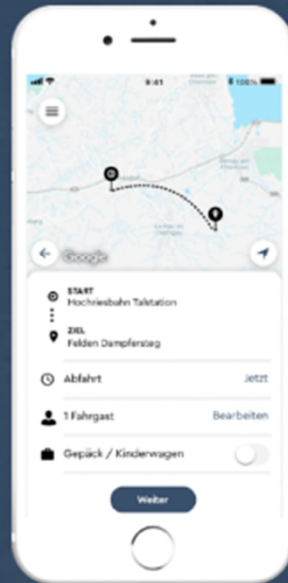 9:41
100%
Google
START
Hochriesbahn Talstation
ZIEL
Felden Dampfersteg
Abfahrt
Jetzt
1 Fahrgast
Bearbeiten
Gepäck / Kinderwagen
Weiter